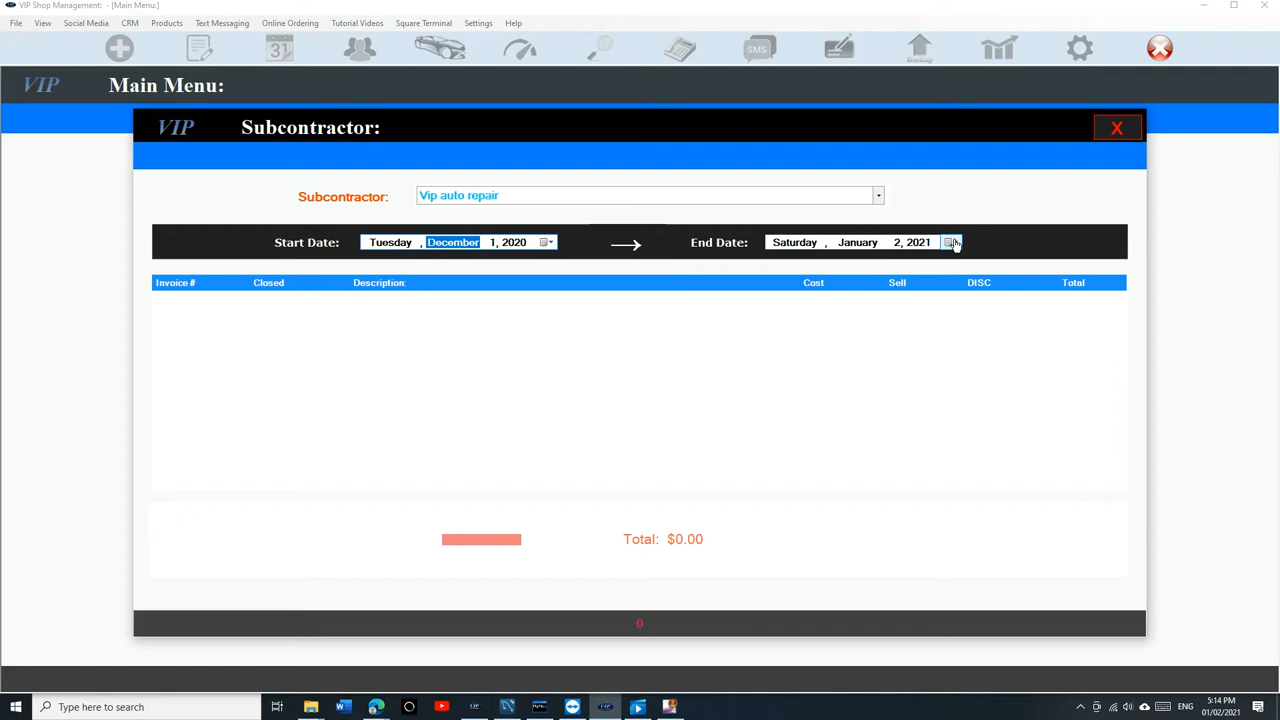 VIP Shop Management: - [Main Menu:]
File View Social Media CRM Products Text Messaging Online Ordering Tutorial Videos Square Terminal Settings Help
31 SMS Backup
VIP Main Menu:
VIP Subcontractor: X
Subcontractor: Vip auto repair
Start Date: Tuesday , December 1, 2020 End Date: Saturday , January 2, 2021
Invoice # Closed Description: Cost Sell DISC Total
Total: $0.00
0
Type here to search
ENG
5:14 PM
01/02/2021